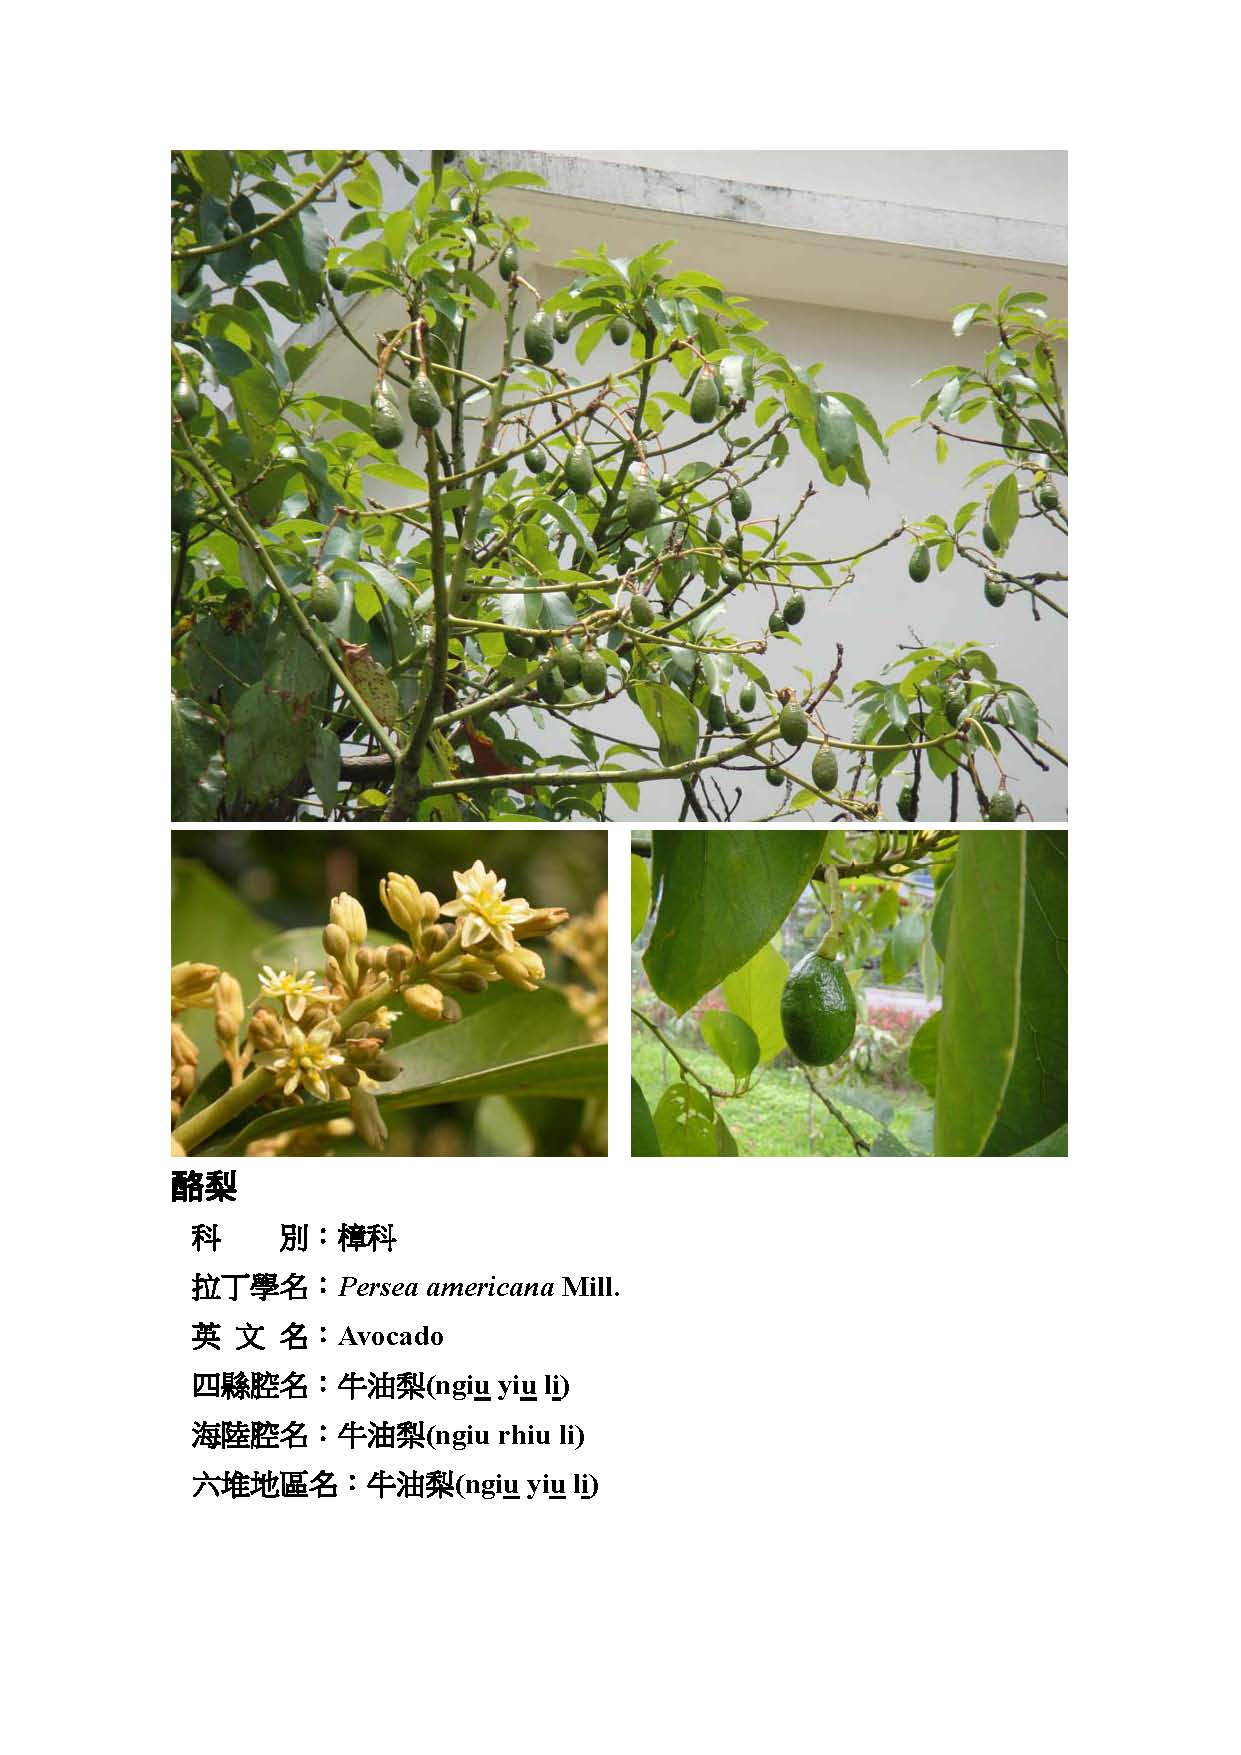 酪梨
科　　別：樟科
拉丁學名：Persea americana Mill.
英 文 名：Avocado
四縣腔名：牛油梨(ngiu yiu li)
海陸腔名：牛油梨(ngiu rhiu li)
六堆地區名：牛油梨(ngiu yiu li)